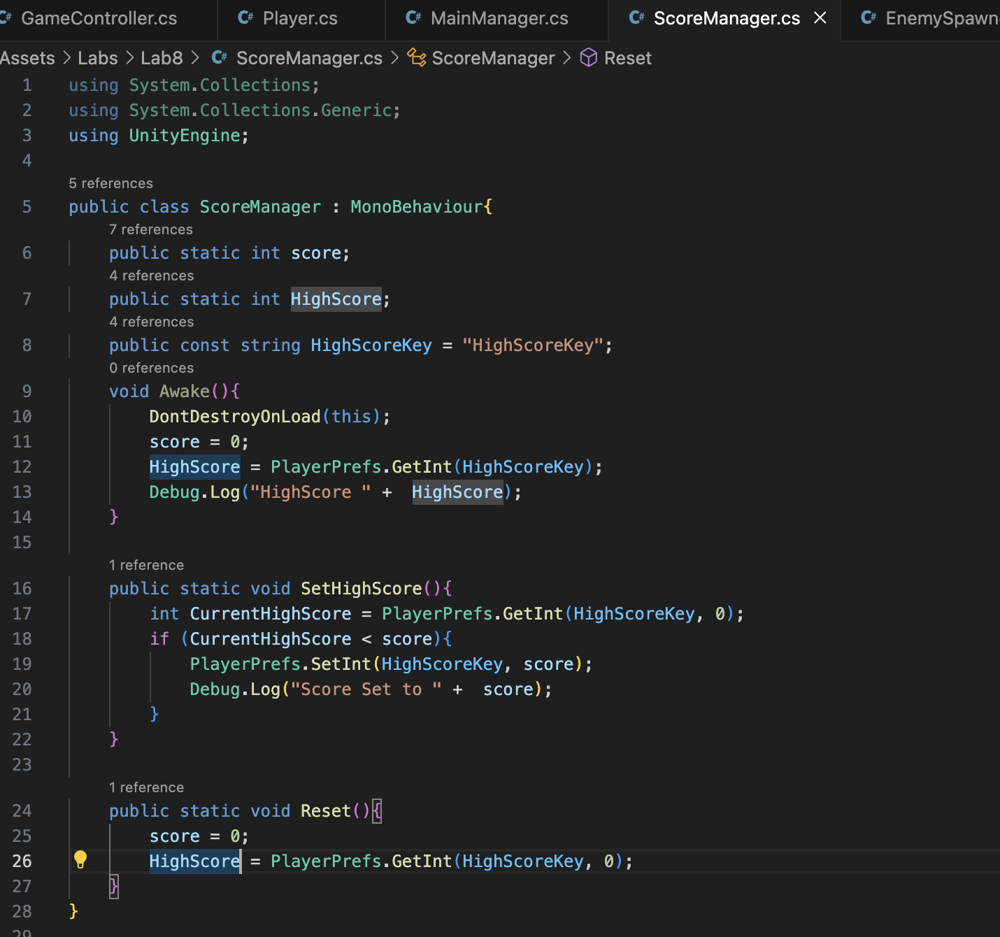 GameController.cs Player.cs MainManager.cs ScoreManager.cs EnemySpawn
Assets > Labs > Lab8 > ScoreManager.cs > ScoreManager > Reset
1 using System.Collections;
2 using System.Collections.Generic;
3 using UnityEngine;
4
5 references
5 public class ScoreManager : MonoBehaviour{
7 references
6 public static int score;
4 references
7 public static int HighScore;
4 references
8 public const string HighScoreKey = "HighScoreKey";
0 references
9 void Awake(){
10 DontDestroyOnLoad(this);
11 score = 0;
12 HighScore = PlayerPrefs.GetInt(HighScoreKey);
13 Debug.Log("HighScore " +  HighScore);
14 }
15
1 reference
16 public static void SetHighScore(){
17 int CurrentHighScore = PlayerPrefs.GetInt(HighScoreKey, 0);
18 if (CurrentHighScore < score){
19 PlayerPrefs.SetInt(HighScoreKey, score);
20 Debug.Log("Score Set to " +  score);
21 }
22 }
23
1 reference
24 public static void Reset(){
25 score = 0;
26 HighScore = PlayerPrefs.GetInt(HighScoreKey, 0);
27 }
28 }
29